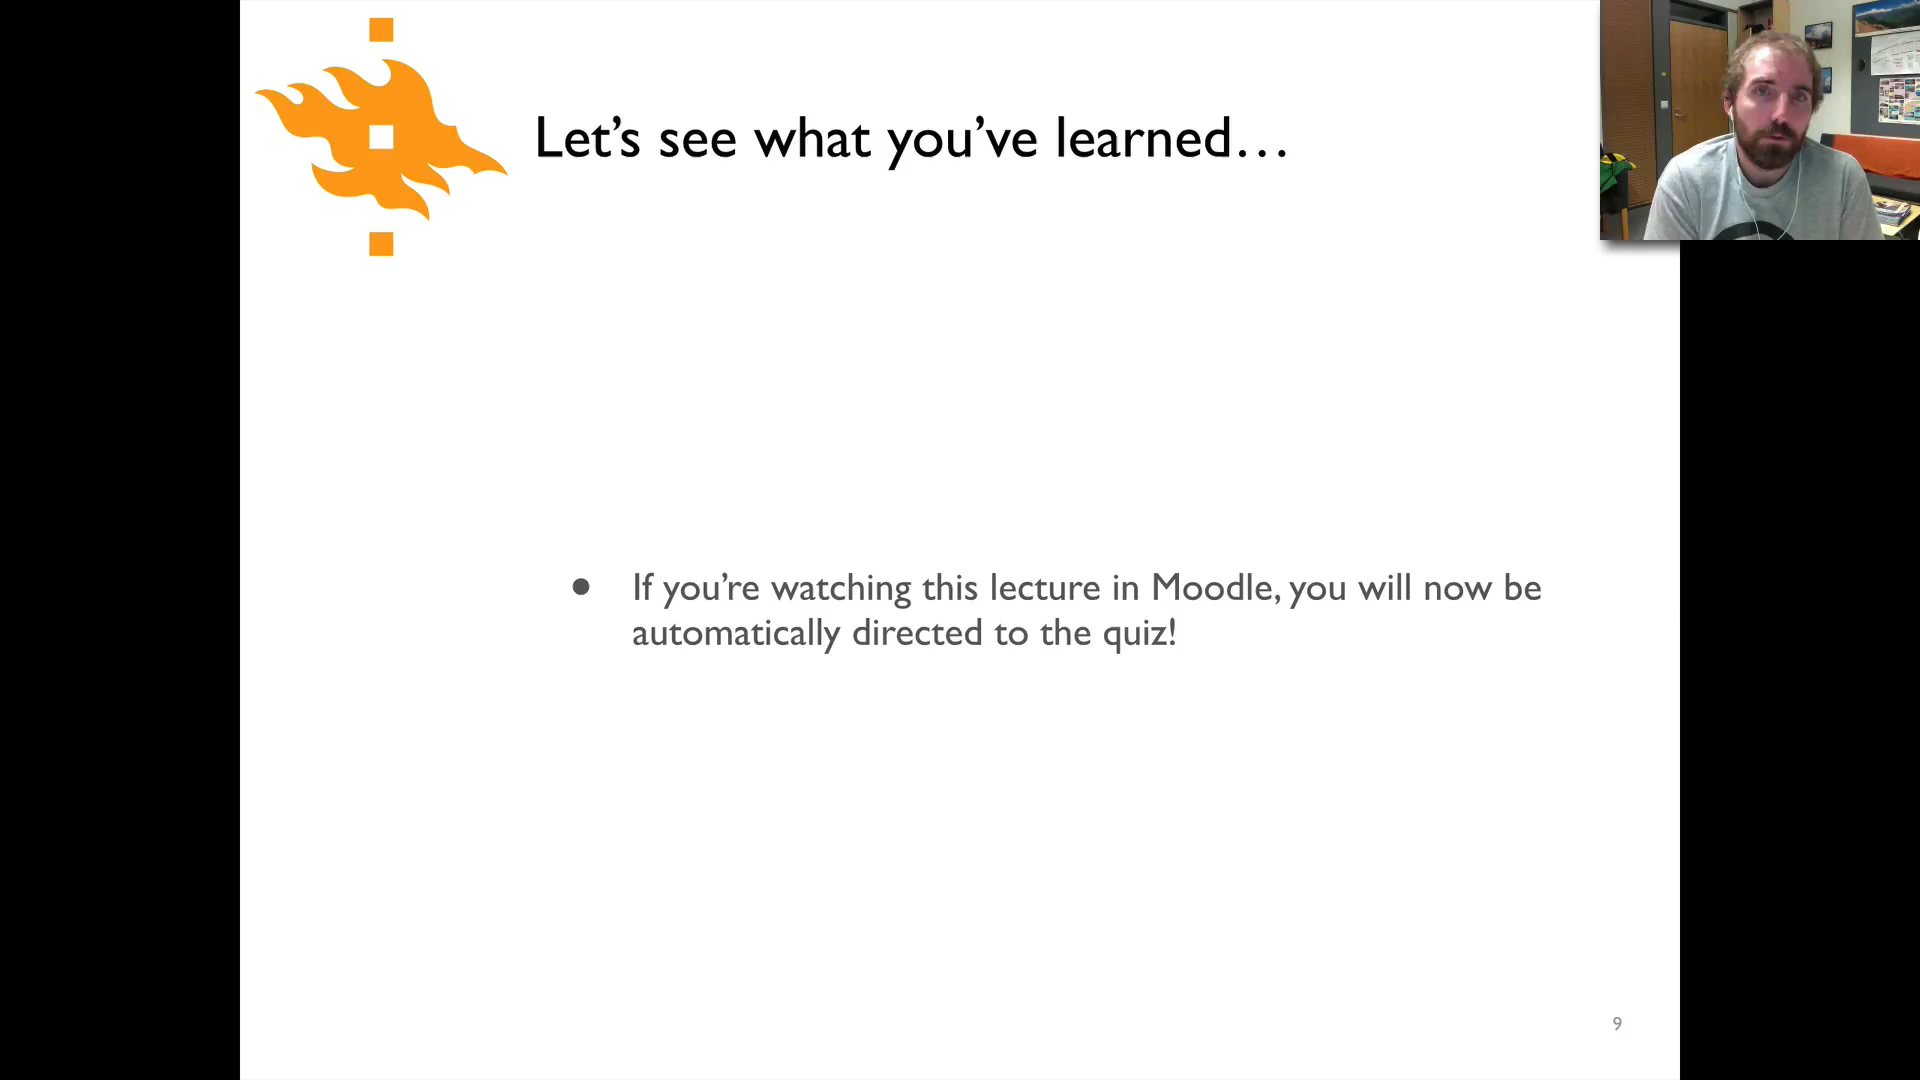 Let’s see what you’ve learned…
● If you’re watching this lecture in Moodle, you will now be
automatically directed to the quiz!
9